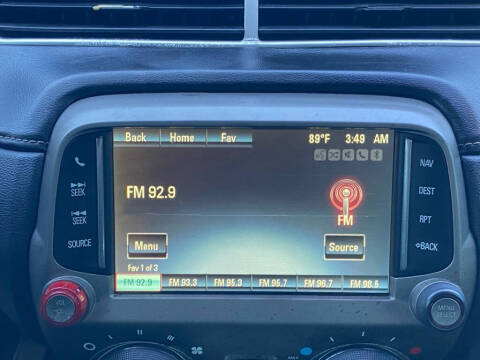 Back Home Fav 89°F 3:49 AM
NAV
SEEK
DEST
FM 92.9
SEEK
RPT
FM
SOURCE
Menu Source
BACK
Fav 1 of 3
FM 92.9 FM 93.3 FM 95.3 FM 95.7 FM 96.7 FM 98.5
VOL
MENU
SELECT